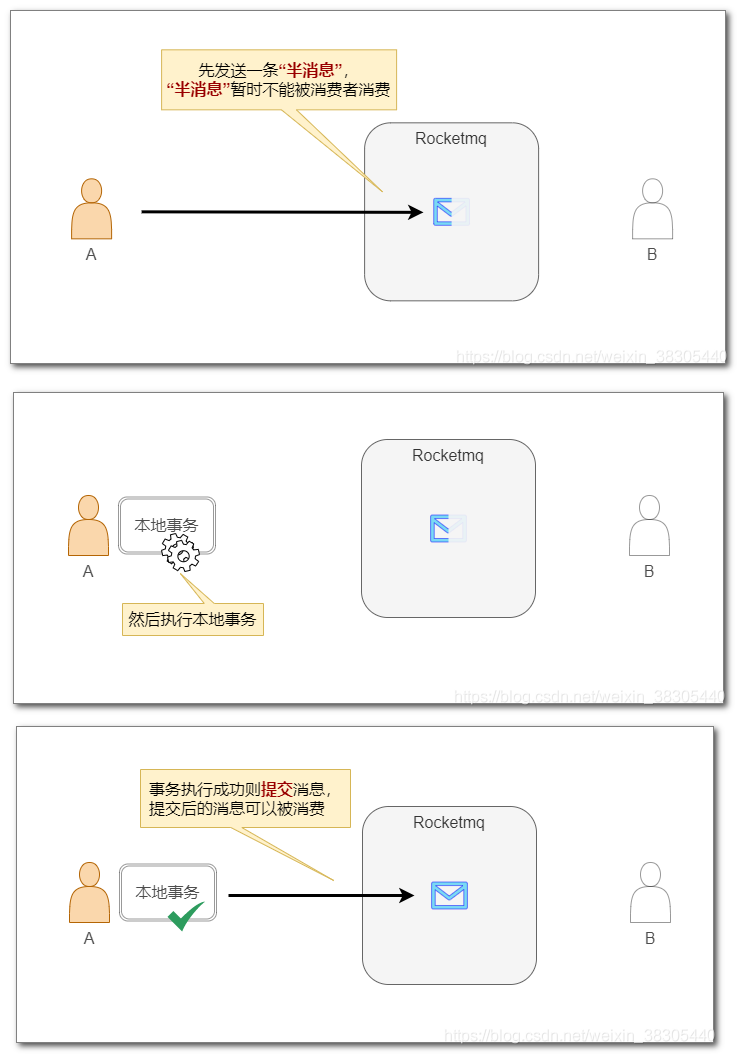 先发送一条“半消息”，
“半消息”暂时不能被消费者消费
Rocketmq
A
B
https://blog.csdn.net/weixin_38305440
Rocketmq
本地事务
A
B
然后执行本地事务
https://blog.csdn.net/weixin_38305440
事务执行成功则提交消息，
提交后的消息可以被消费
Rocketmq
本地事务
A
B
https://blog.csdn.net/weixin_38305440